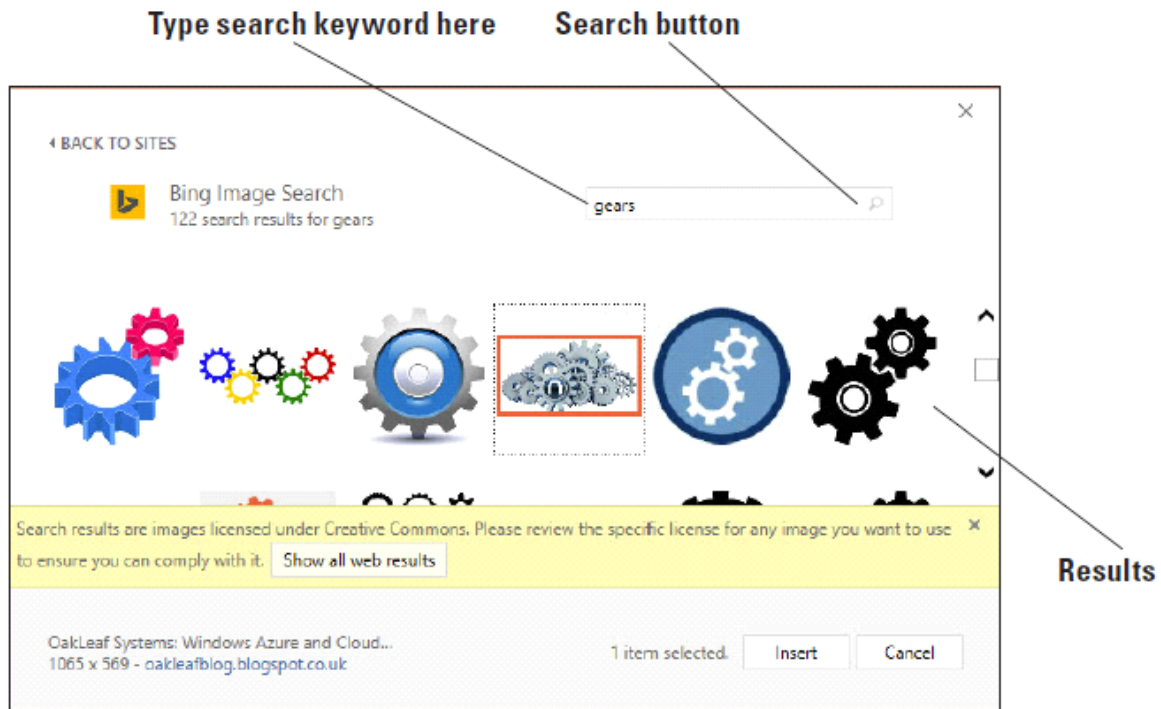 Type search keyword here
Search button
BACK TO SITES
Bing Image Search
122 search results for gears
gears
Search results are images licensed under Creative Commons. Please review the specific license for any image you want to use
to ensure you can comply with it.
Show all web results
Results
OakLeaf Systems: Windows Azure and Cloud...
1065 x 569 - oakleafblog.blogspot.co.uk
1 item selected.
Insert
Cancel